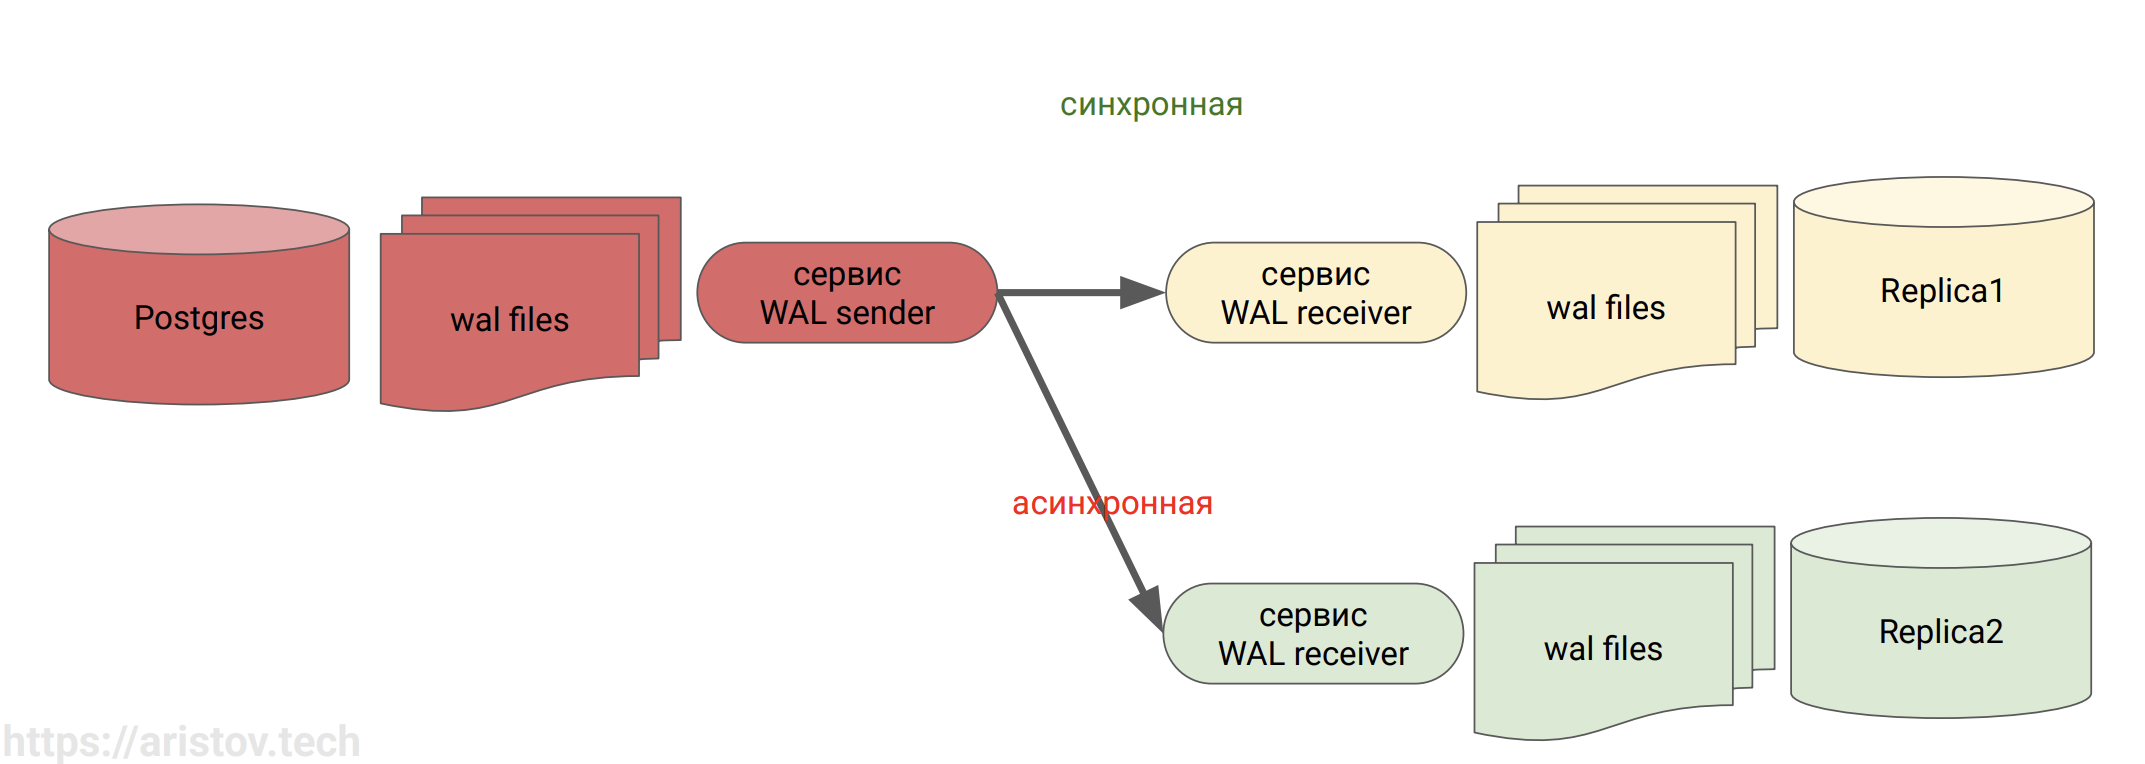 синхронная
Postgres
wal files
сервис
WAL sender
сервис
WAL receiver
wal files
Replica1
асинхронная
сервис
WAL receiver
wal files
Replica2
https://aristov.tech